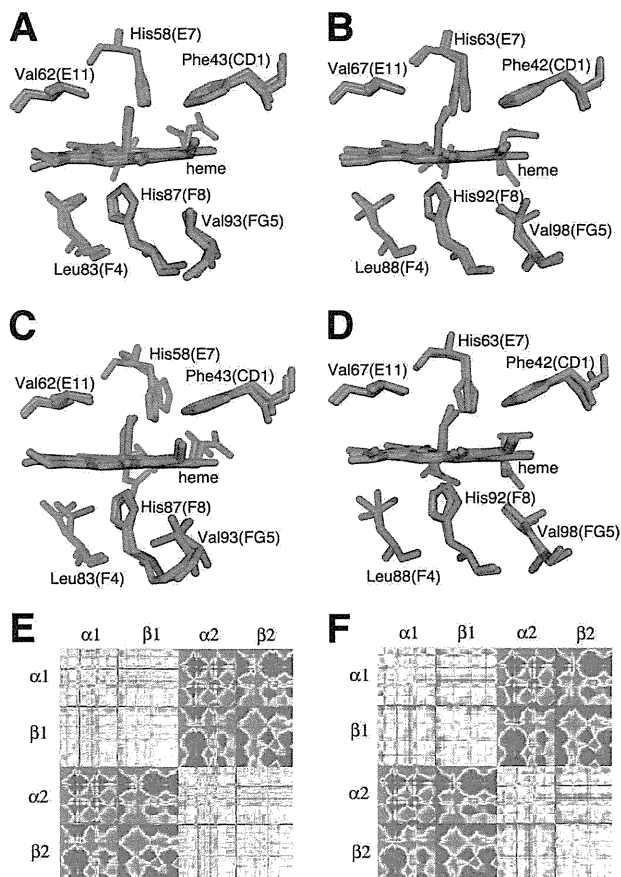 A
B
His58(E7)
His63(E7)
Val62(E11)
Phe43(CD1)
Val67(E11)
Phe42(CD1)
heme
heme
His87(F8)
His92(F8)
Val93(FG5)
Val98(FG5)
Leu83(F4)
Leu88(F4)
C
D
His58(E7)
His63(E7)
Val62(E11)
Phe43(CD1)
Val67(E11)
Phe42(CD1)
heme
heme
His87(F8)
His92(F8)
Val93(FG5)
Val98(FG5)
Leu83(F4)
Leu88(F4)
E
F
α1 β1 α2 β2
α1 β1 α2 β2
α1
α1
β1
β1
α2
α2
β2
β2